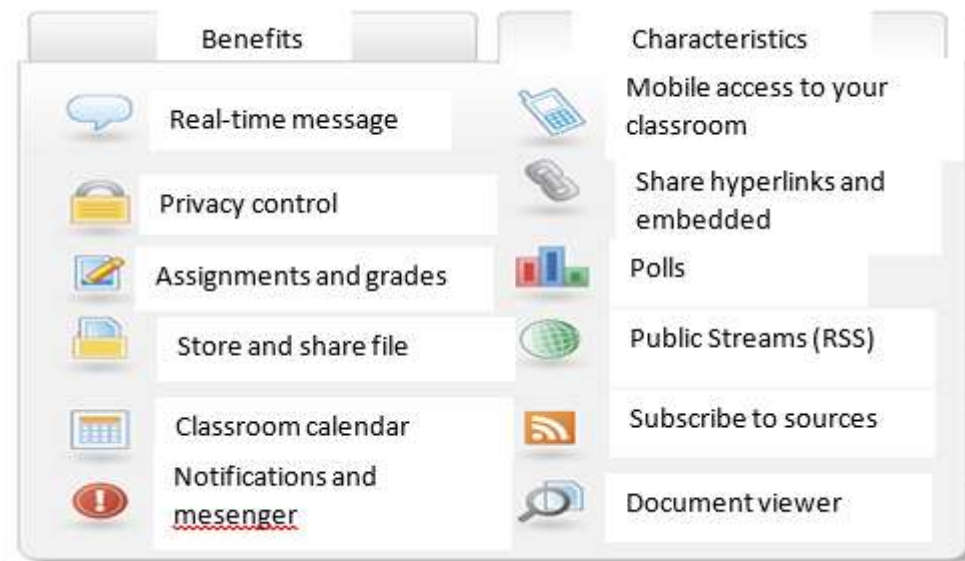 Benefits
Real-time message
Privacy control
Assignments and grades
Store and share file
Classroom calendar
Notifications and
mesenger
Characteristics
Mobile access to your
classroom
Share hyperlinks and
embedded
Polls
Public Streams (RSS)
Subscribe to sources
Document viewer